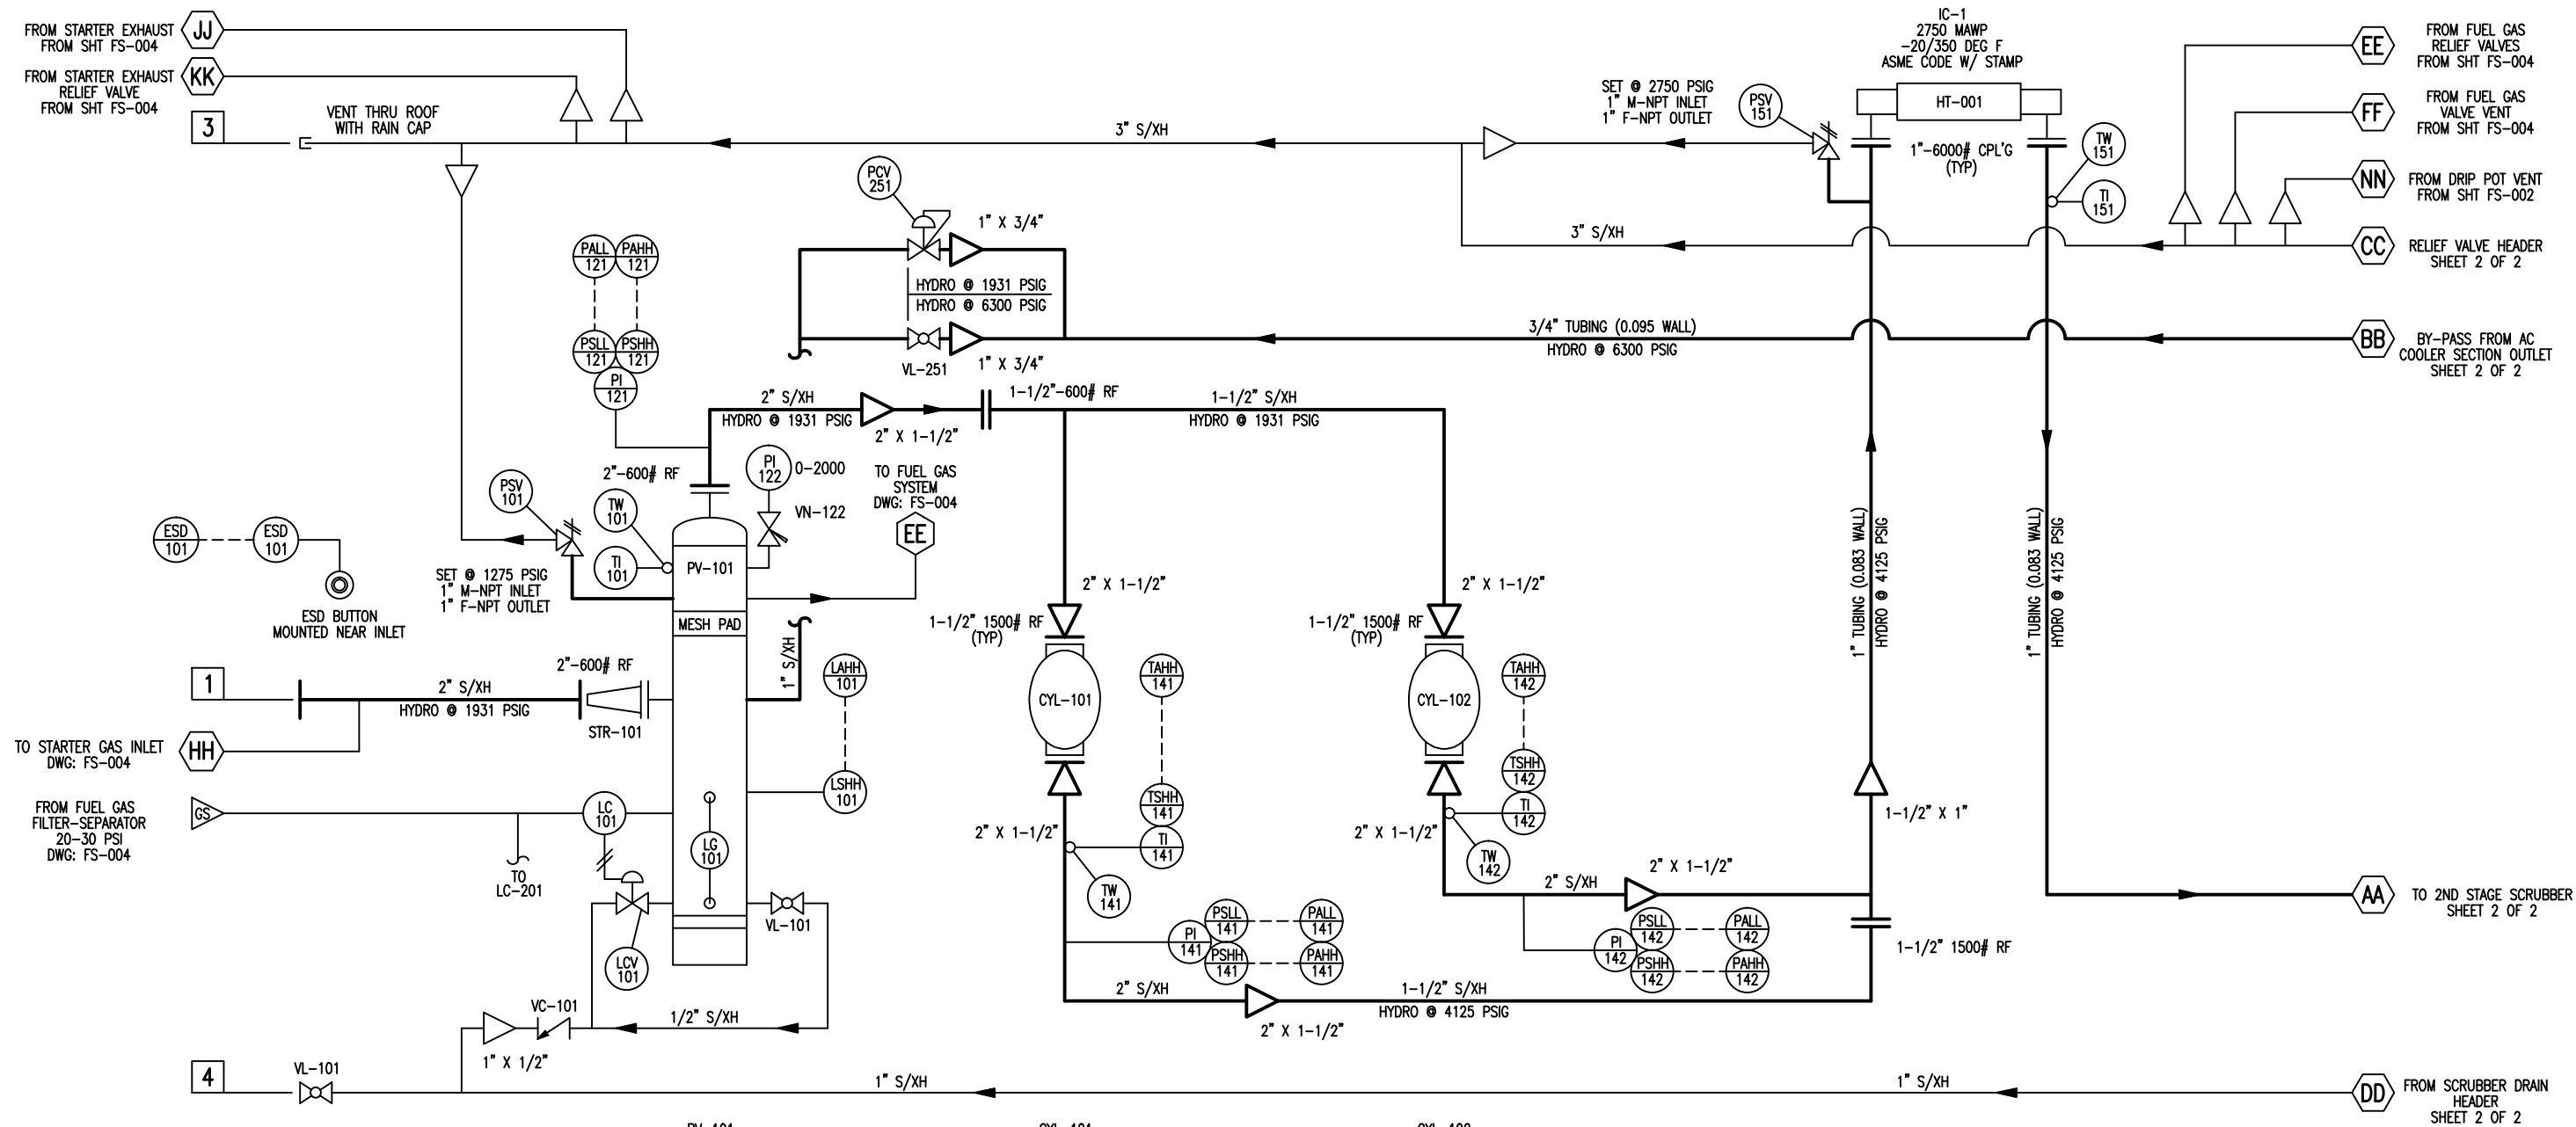 FROM STARTER EXHAUST
FROM SHT FS-004
JJ
FROM STARTER EXHAUST
RELIEF VALVE
FROM SHT FS-004
KK
3
VENT THRU ROOF
WITH RAIN CAP
3" S/XH
SET @ 2750 PSIG
1" M-NPT INLET
1" F-NPT OUTLET
PSV
151
IC-1
2750 MAWP
-20/350 DEG F
ASME CODE W/ STAMP
HT-001
1"-6000# CPL'G
(TYP)
TW
151
TI
151
EE
FROM FUEL GAS
RELIEF VALVES
FROM SHT FS-004
FF
FROM FUEL GAS
VALVE VENT
FROM SHT FS-004
NN
FROM DRIP POT VENT
FROM SHT FS-002
CC
RELIEF VALVE HEADER
SHEET 2 OF 2
3" S/XH
PCV
251
1" X 3/4"
HYDRO @ 1931 PSIG
HYDRO @ 6300 PSIG
VL-251
1" X 3/4"
3/4" TUBING (0.095 WALL)
HYDRO @ 6300 PSIG
BB
BY-PASS FROM AC
COOLER SECTION OUTLET
SHEET 2 OF 2
PALL
121
PAHH
121
PSLL
121
PSHH
121
PI
121
2" S/XH
HYDRO @ 1931 PSIG
2" X 1-1/2"
1-1/2"-600# RF
1-1/2" S/XH
HYDRO @ 1931 PSIG
2"-600# RF
PI
122
0-2000
VN-122
TO FUEL GAS
SYSTEM
DWG: FS-004
EE
PSV
101
TW
101
TI
101
SET @ 1275 PSIG
1" M-NPT INLET
1" F-NPT OUTLET
ESD
101
ESD
101
ESD BUTTON
MOUNTED NEAR INLET
PV-101
MESH PAD
1" S/XH
1
2" S/XH
HYDRO @ 1931 PSIG
2"-600# RF
STR-101
TO STARTER GAS INLET
DWG: FS-004
HH
FROM FUEL GAS
FILTER-SEPARATOR
20-30 PSI
DWG: FS-004
GS
TO
LC-201
LC
101
LG
101
LCV
101
VL-101
LAHH
101
LSHH
101
2" X 1-1/2"
1-1/2" 1500# RF
(TYP)
CYL-101
2" X 1-1/2"
TAHH
141
TSHH
141
TI
141
TW
141
PI
141
PSLL
141
PALL
141
PSHH
141
PAHH
141
2" S/XH
2" X 1-1/2"
1-1/2" S/XH
HYDRO @ 4125 PSIG
2" X 1-1/2"
1-1/2" 1500# RF
(TYP)
CYL-102
2" X 1-1/2"
TAHH
142
TSHH
142
TI
142
TW
142
2" S/XH
2" X 1-1/2"
PI
142
PSLL
142
PALL
142
PSHH
142
PAHH
142
1" TUBING (0.083 WALL)
HYDRO @ 4125 PSIG
1" TUBING (0.083 WALL)
HYDRO @ 4125 PSIG
1-1/2" X 1"
1-1/2" 1500# RF
AA
TO 2ND STAGE SCRUBBER
SHEET 2 OF 2
VC-101
1" X 1/2"
1/2" S/XH
4
VL-101
1" S/XH
1" S/XH
DD
FROM SCRUBBER DRAIN
HEADER
SHEET 2 OF 2